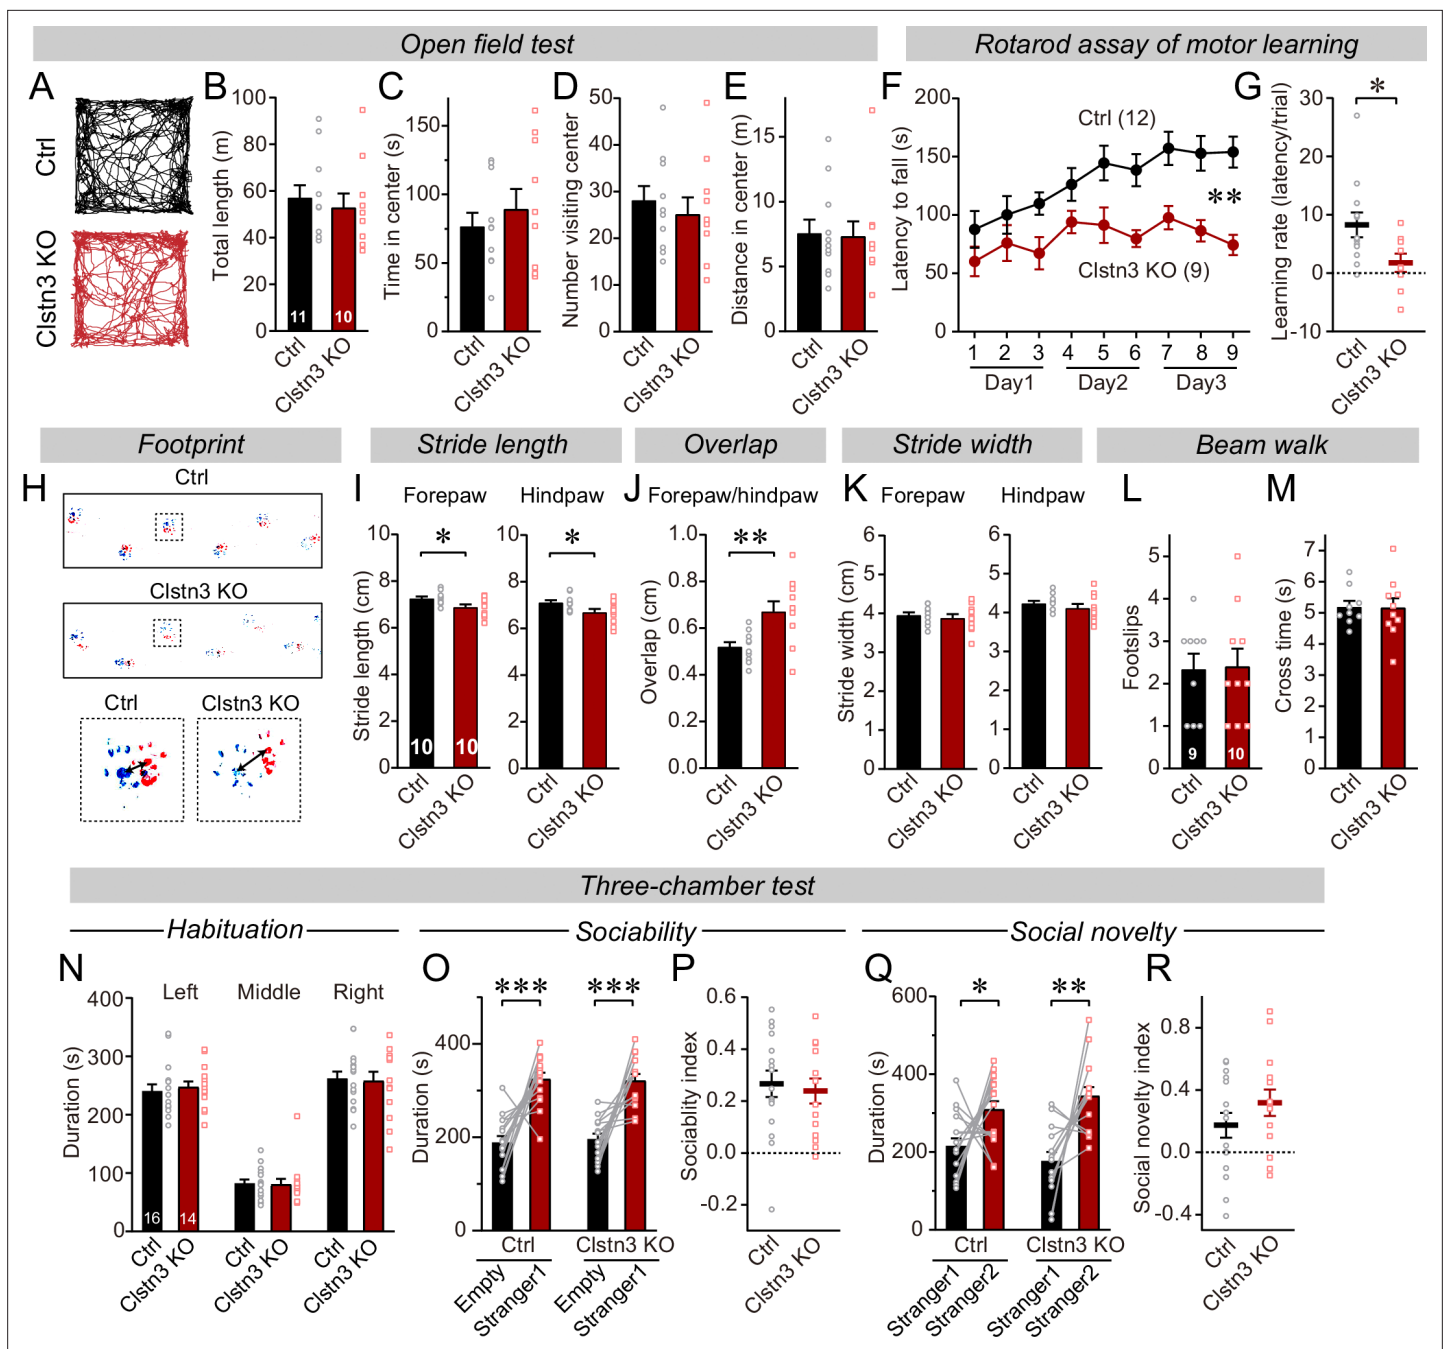 Open field test
Rotarod assay of motor learning
A
Ctrl
Clstn3 KO
B
Total length (m)
100
80
60
40
20
0
11
10
Ctrl
Clstn3 KO
C
Time in center (s)
150
100
50
0
Ctrl
Clstn3 KO
D
Number visiting center
50
40
30
20
10
0
Ctrl
Clstn3 KO
E
Distance in center (m)
15
10
5
0
Ctrl
Clstn3 KO
F
Latency to fall (s)
200
150
100
50
0
Ctrl (12)
**
Clstn3 KO (9)
1 2 3 4 5 6 7 8 9
Day1 Day2 Day3
G
Learning rate (latency/trial)
30
20
10
0
-10
*
Ctrl
Clstn3 KO
Footprint
Stride length
Overlap
Stride width
Beam walk
H
Ctrl
Clstn3 KO
Ctrl
Clstn3 KO
I
Forepaw
Hindpaw
Stride length (cm)
10
8
6
4
2
0
*
10
10
Ctrl
Clstn3 KO
10
8
6
4
2
0
*
Ctrl
Clstn3 KO
J
Forepaw/hindpaw
Overlap (cm)
1.0
0.8
0.6
0.4
0.2
0.0
**
Ctrl
Clstn3 KO
K
Forepaw
Hindpaw
Stride width (cm)
6
5
4
3
2
1
0
Ctrl
Clstn3 KO
6
5
4
3
2
1
0
Ctrl
Clstn3 KO
L
Footslips
5
4
3
2
1
0
9
10
Ctrl
Clstn3 KO
M
Cross time (s)
7
6
5
4
3
2
1
0
Ctrl
Clstn3 KO
Three-chamber test
Habituation
Sociability
Social novelty
N
Left
Middle
Right
Duration (s)
400
300
200
100
0
16
14
Ctrl
Clstn3 KO
Ctrl
Clstn3 KO
Ctrl
Clstn3 KO
O
Duration (s)
400
200
0
***
***
Ctrl
Clstn3 KO
Empty
Stranger1
Empty
Stranger1
P
Sociablity index
0.6
0.4
0.2
0.0
-0.2
Ctrl
Clstn3 KO
Q
Duration (s)
600
400
200
0
*
**
Ctrl
Clstn3 KO
Stranger1
Stranger2
Stranger1
Stranger2
R
Social novelty index
0.8
0.4
0.0
-0.4
Ctrl
Clstn3 KO